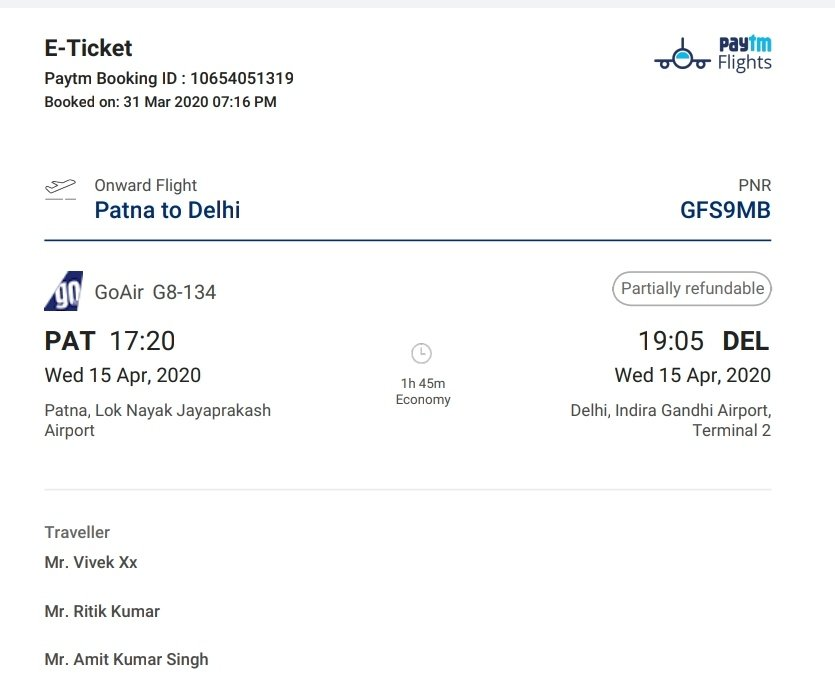 E-Ticket
Paytm Booking ID : 10654051319
Booked on: 31 Mar 2020 07:16 PM
paytm
Flights
Onward Flight
Patna to Delhi
PNR
GFS9MB
go
GoAir G8-134
Partially refundable
PAT 17:20
Wed 15 Apr, 2020
Patna, Lok Nayak Jayaprakash
Airport
1h 45m
Economy
19:05 DEL
Wed 15 Apr, 2020
Delhi, Indira Gandhi Airport,
Terminal 2
Traveller
Mr. Vivek Xx
Mr. Ritik Kumar
Mr. Amit Kumar Singh